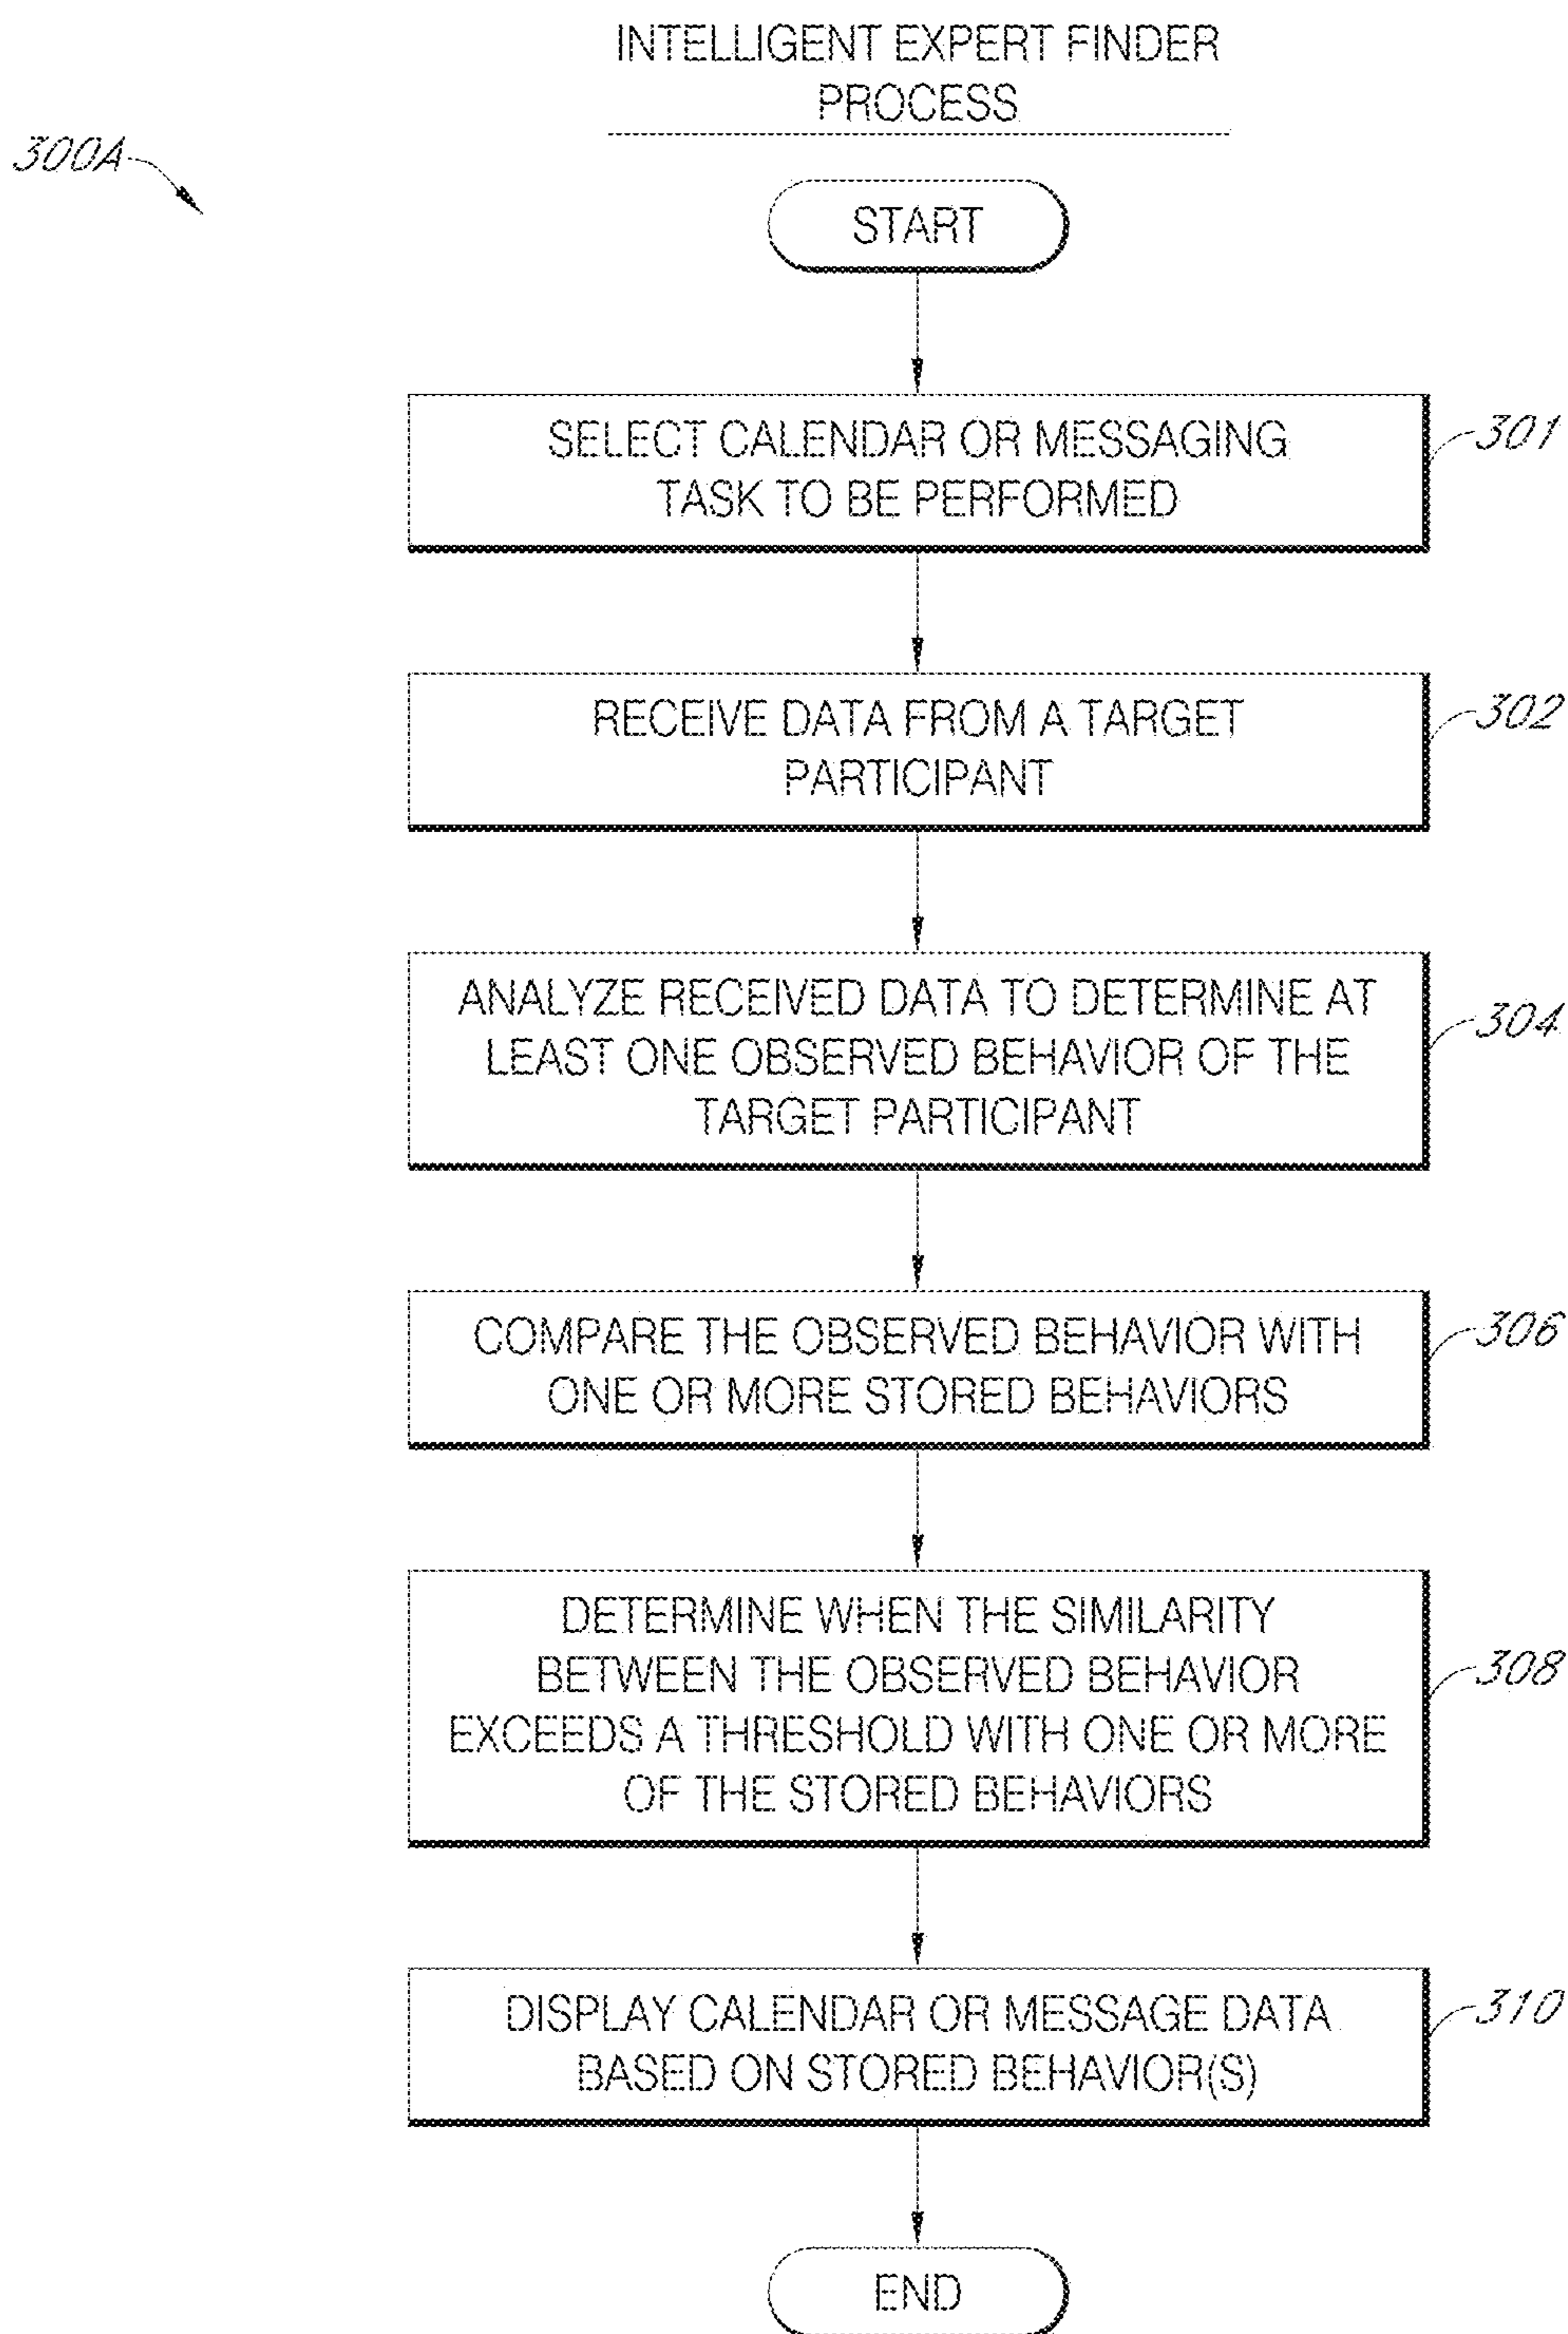 INTELLIGENT EXPERT FINDER
PROCESS
300A
START
SELECT CALENDAR OR MESSAGING
TASK TO BE PERFORMED
301
RECEIVE DATA FROM A TARGET
PARTICIPANT
302
ANALYZE RECEIVED DATA TO DETERMINE AT
LEAST ONE OBSERVED BEHAVIOR OF THE
TARGET PARTICIPANT
304
COMPARE THE OBSERVED BEHAVIOR WITH
ONE OR MORE STORED BEHAVIORS
306
DETERMINE WHEN THE SIMILARITY
BETWEEN THE OBSERVED BEHAVIOR
EXCEEDS A THRESHOLD WITH ONE OR MORE
OF THE STORED BEHAVIORS
308
DISPLAY CALENDAR OR MESSAGE DATA
BASED ON STORED BEHAVIOR(S)
310
END